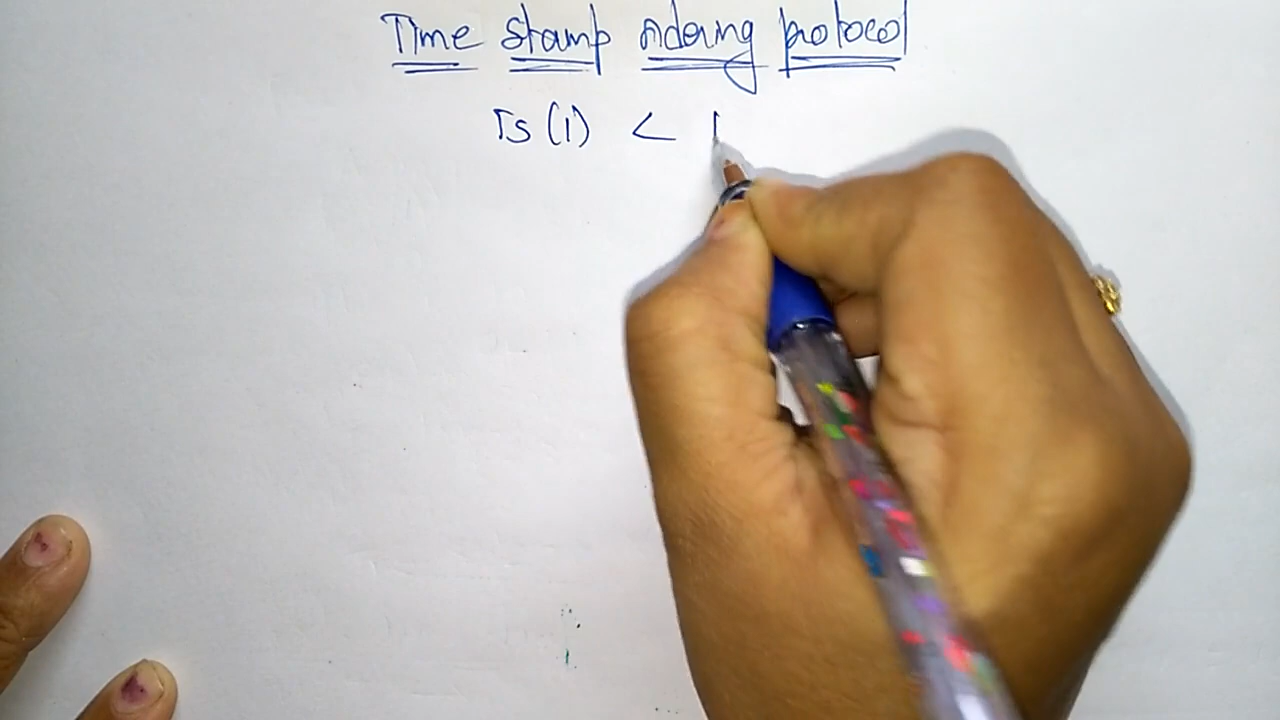 Time stamp ordering protocol
TS (1) <